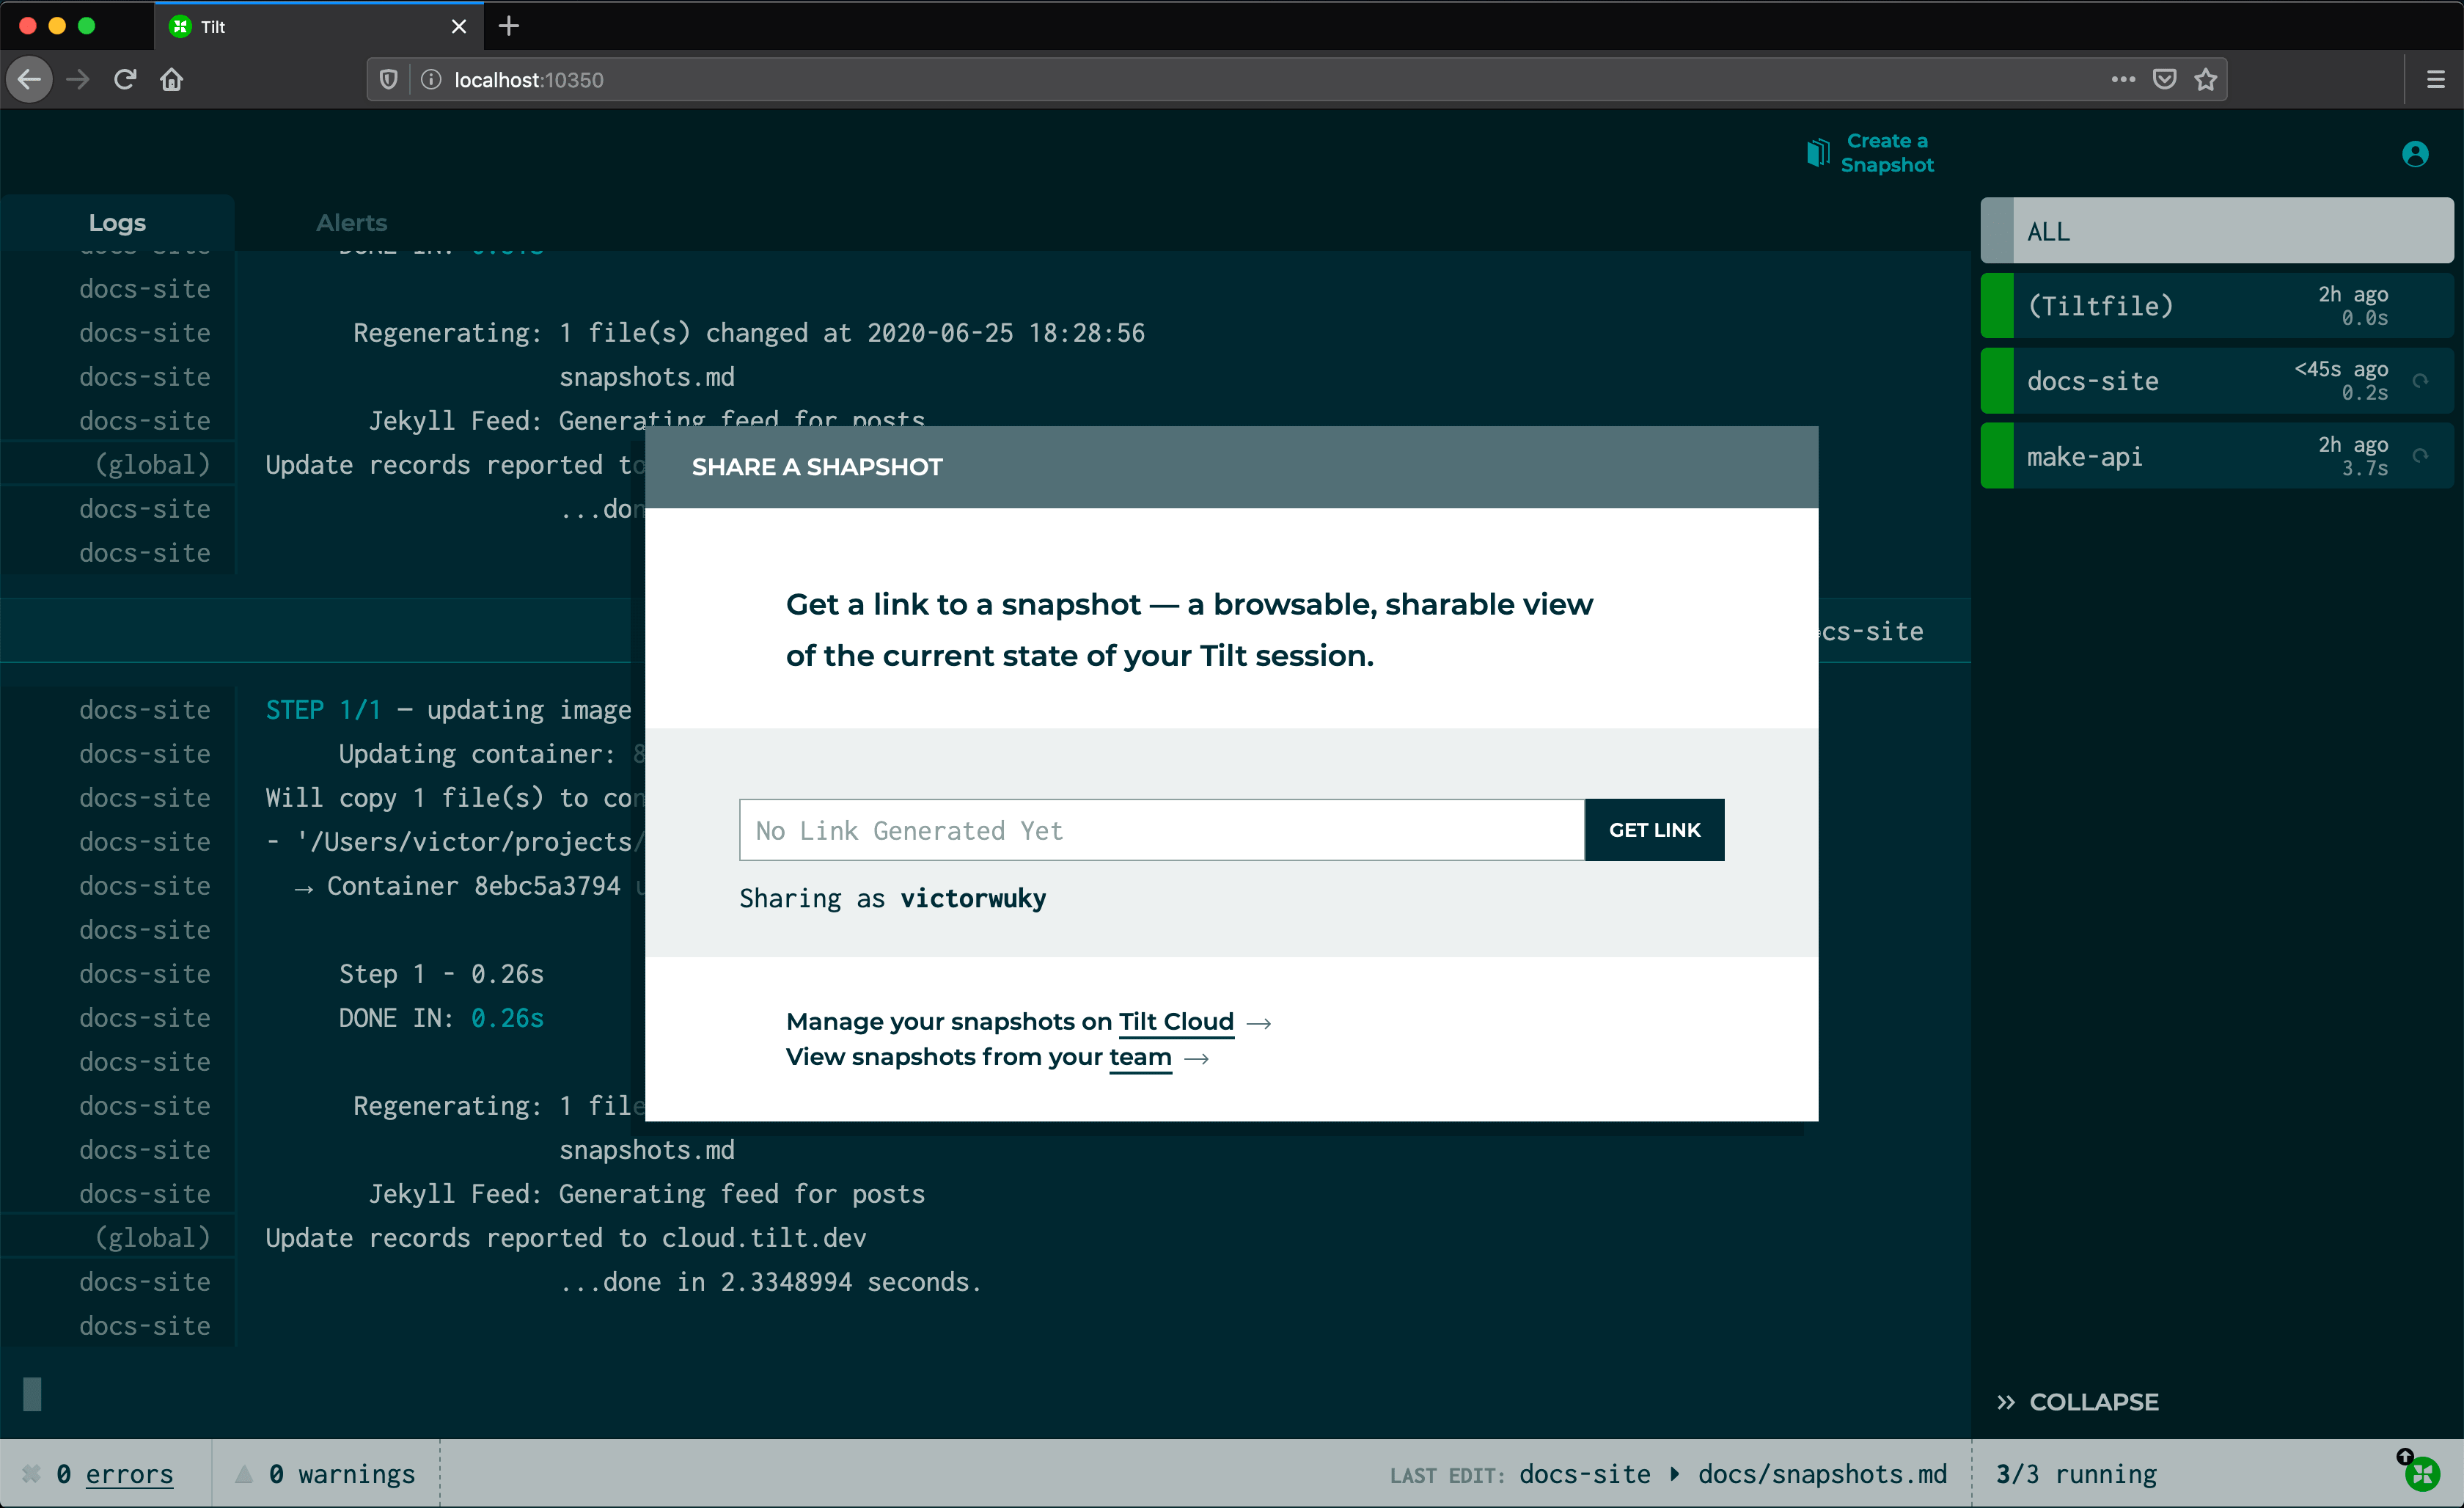 Tilt
localhost:10350
Create a
Snapshot
Logs
Alerts
docs-site DONE IN:
docs-site
docs-site Regenerating: 1 file(s) changed at 2020-06-25 18:28:56
docs-site snapshots.md
docs-site Jekyll Feed: Generating feed for posts
(global) Update records reported to
docs-site ...don
docs-site
cs-site
docs-site STEP 1/1 — updating image
docs-site Updating container: 8
docs-site Will copy 1 file(s) to con
docs-site - '/Users/victor/projects/
docs-site → Container 8ebc5a3794
docs-site
docs-site Step 1 - 0.26s
docs-site DONE IN: 0.26s
docs-site
docs-site Regenerating: 1 file
docs-site snapshots.md
docs-site Jekyll Feed: Generating feed for posts
(global) Update records reported to cloud.tilt.dev
docs-site ...done in 2.3348994 seconds.
docs-site
SHARE A SHAPSHOT
Get a link to a snapshot — a browsable, sharable view
of the current state of your Tilt session.
No Link Generated Yet
GET LINK
Sharing as victorwuky
Manage your snapshots on Tilt Cloud →
View snapshots from your team →
ALL
(Tiltfile) 2h ago
0.0s
docs-site <45s ago
0.2s
make-api 2h ago
3.7s
» COLLAPSE
0 errors
0 warnings
LAST EDIT: docs-site ▸ docs/snapshots.md
3/3 running